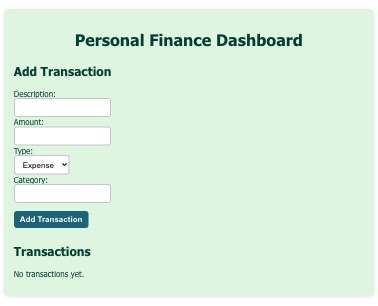 Personal Finance Dashboard
Add Transaction
Description:
Amount:
Type:
Expense
Category:
Add Transaction
Transactions
No transactions yet.